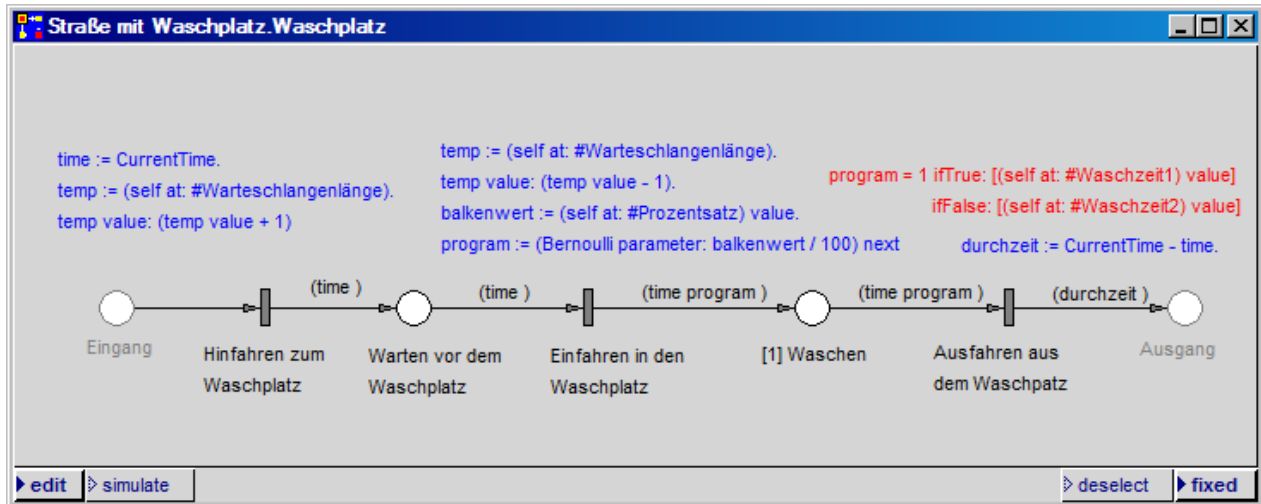 Straße mit Waschplatz.Waschplatz
time := CurrentTime.
temp := (self at: #Warteschlangenlänge).
temp value: (temp value + 1)
temp := (self at: #Warteschlangenlänge).
temp value: (temp value - 1).
balkenwert := (self at: #Prozentsatz) value.
program := (Bernoulli parameter: balkenwert / 100) next
program = 1 ifTrue: [(self at: #Waschzeit1) value]
ifFalse: [(self at: #Waschzeit2) value]
durchzeit := CurrentTime - time.
(time )
(time )
(time program )
(time program )
(durchzeit )
Eingang
Hinfahren zum
Waschplatz
Warten vor dem
Waschplatz
Einfahren in den
Waschplatz
[1] Waschen
Ausfahren aus
dem Waschpatz
Ausgang
edit
simulate
deselect
fixed